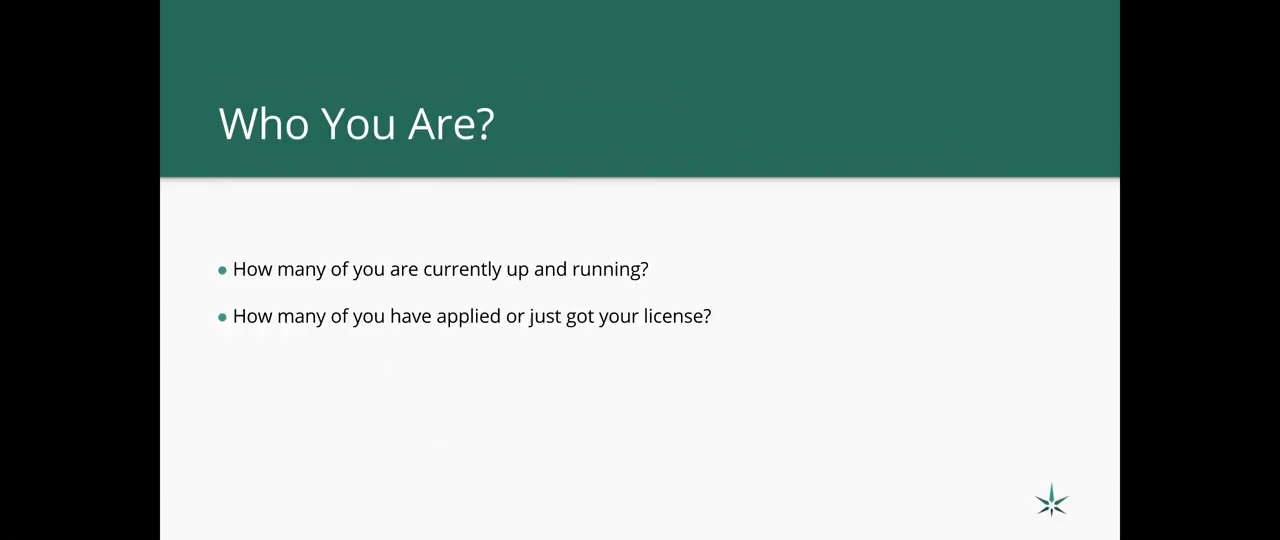 Who You Are?
How many of you are currently up and running?
How many of you have applied or just got your license?